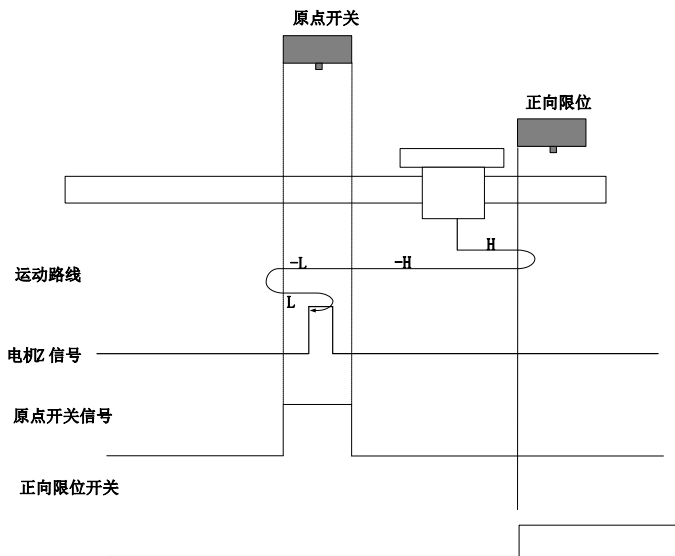 原点开关
正向限位
H
-L
-H
运动路线
L
电机Z 信号
原点开关信号
正向限位开关